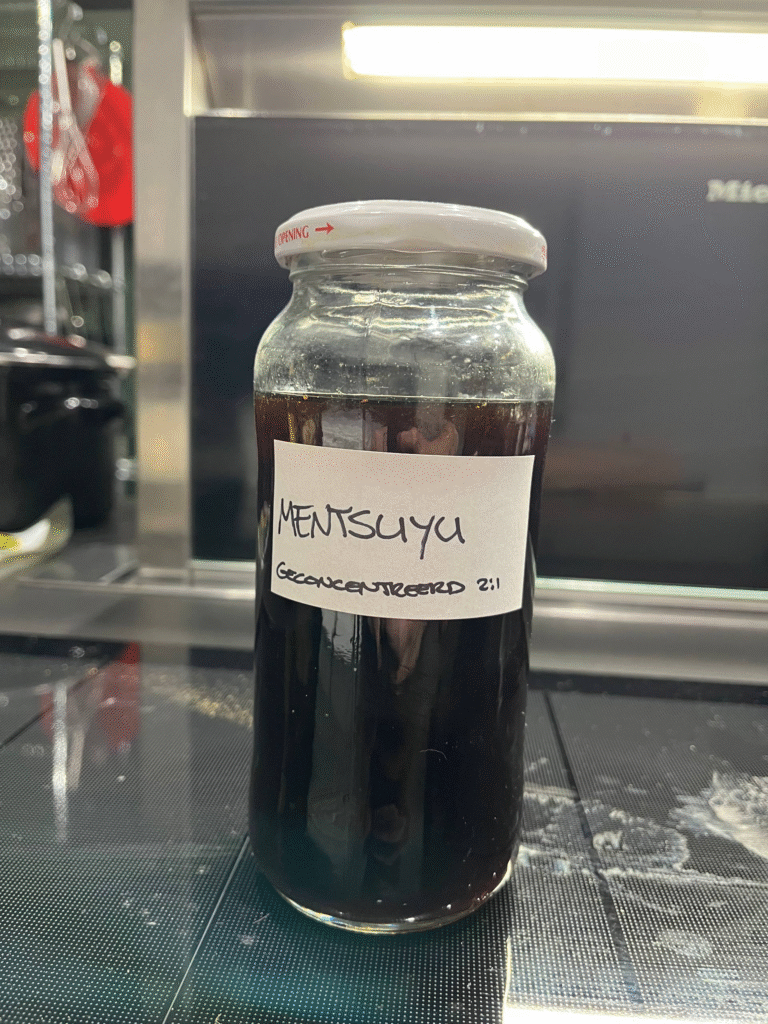 OPENING →
MENTSUYU
GECONCENTREERD 2:1